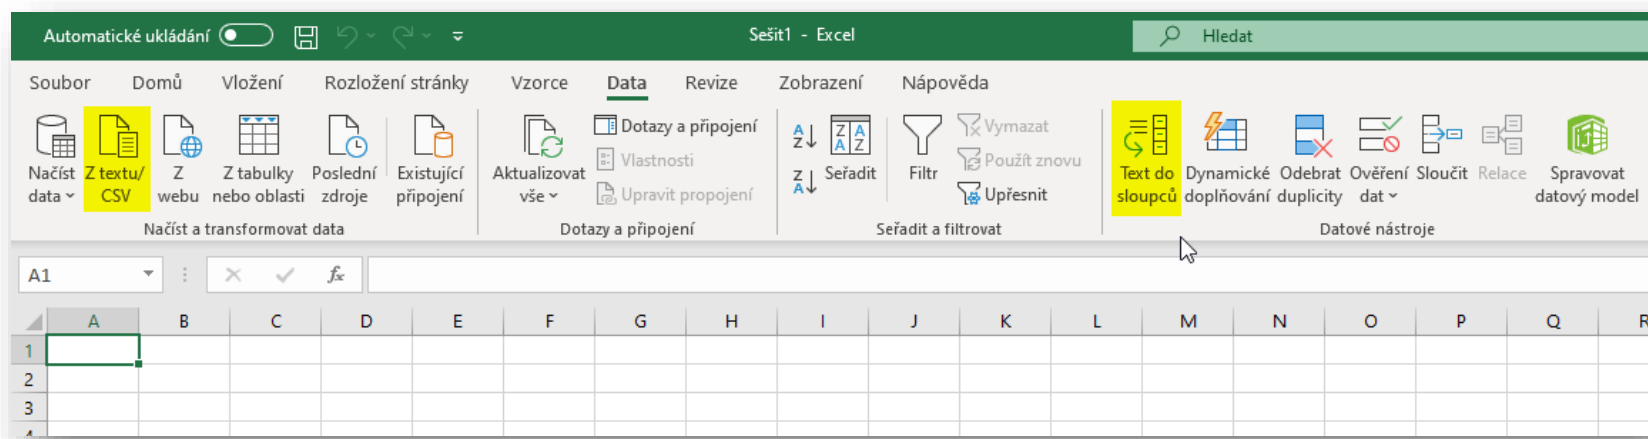 Automatické ukládání Sešit1 - Excel Hledat
Soubor Domů Vložení Rozložení stránky Vzorce Data Revize Zobrazení Nápověda
Načíst data
Z textu/ CSV
Z webu
Z tabulky nebo oblasti
Poslední zdroje
Existující připojení
Načíst a transformovat data
Aktualizovat vše
Dotazy a připojení
Vlastnosti
Upravit propojení
Dotazy a připojení
Seřadit
Filtr
Vymazat
Použít znovu
Upřesnit
Seřadit a filtrovat
Text do sloupců
Dynamické doplňování
Odebrat duplicity
Ověření dat
Sloučit
Relace
Spravovat datový model
Datové nástroje
A1 fx
A B C D E F G H I J K L M N O P Q R
1
2
3
4